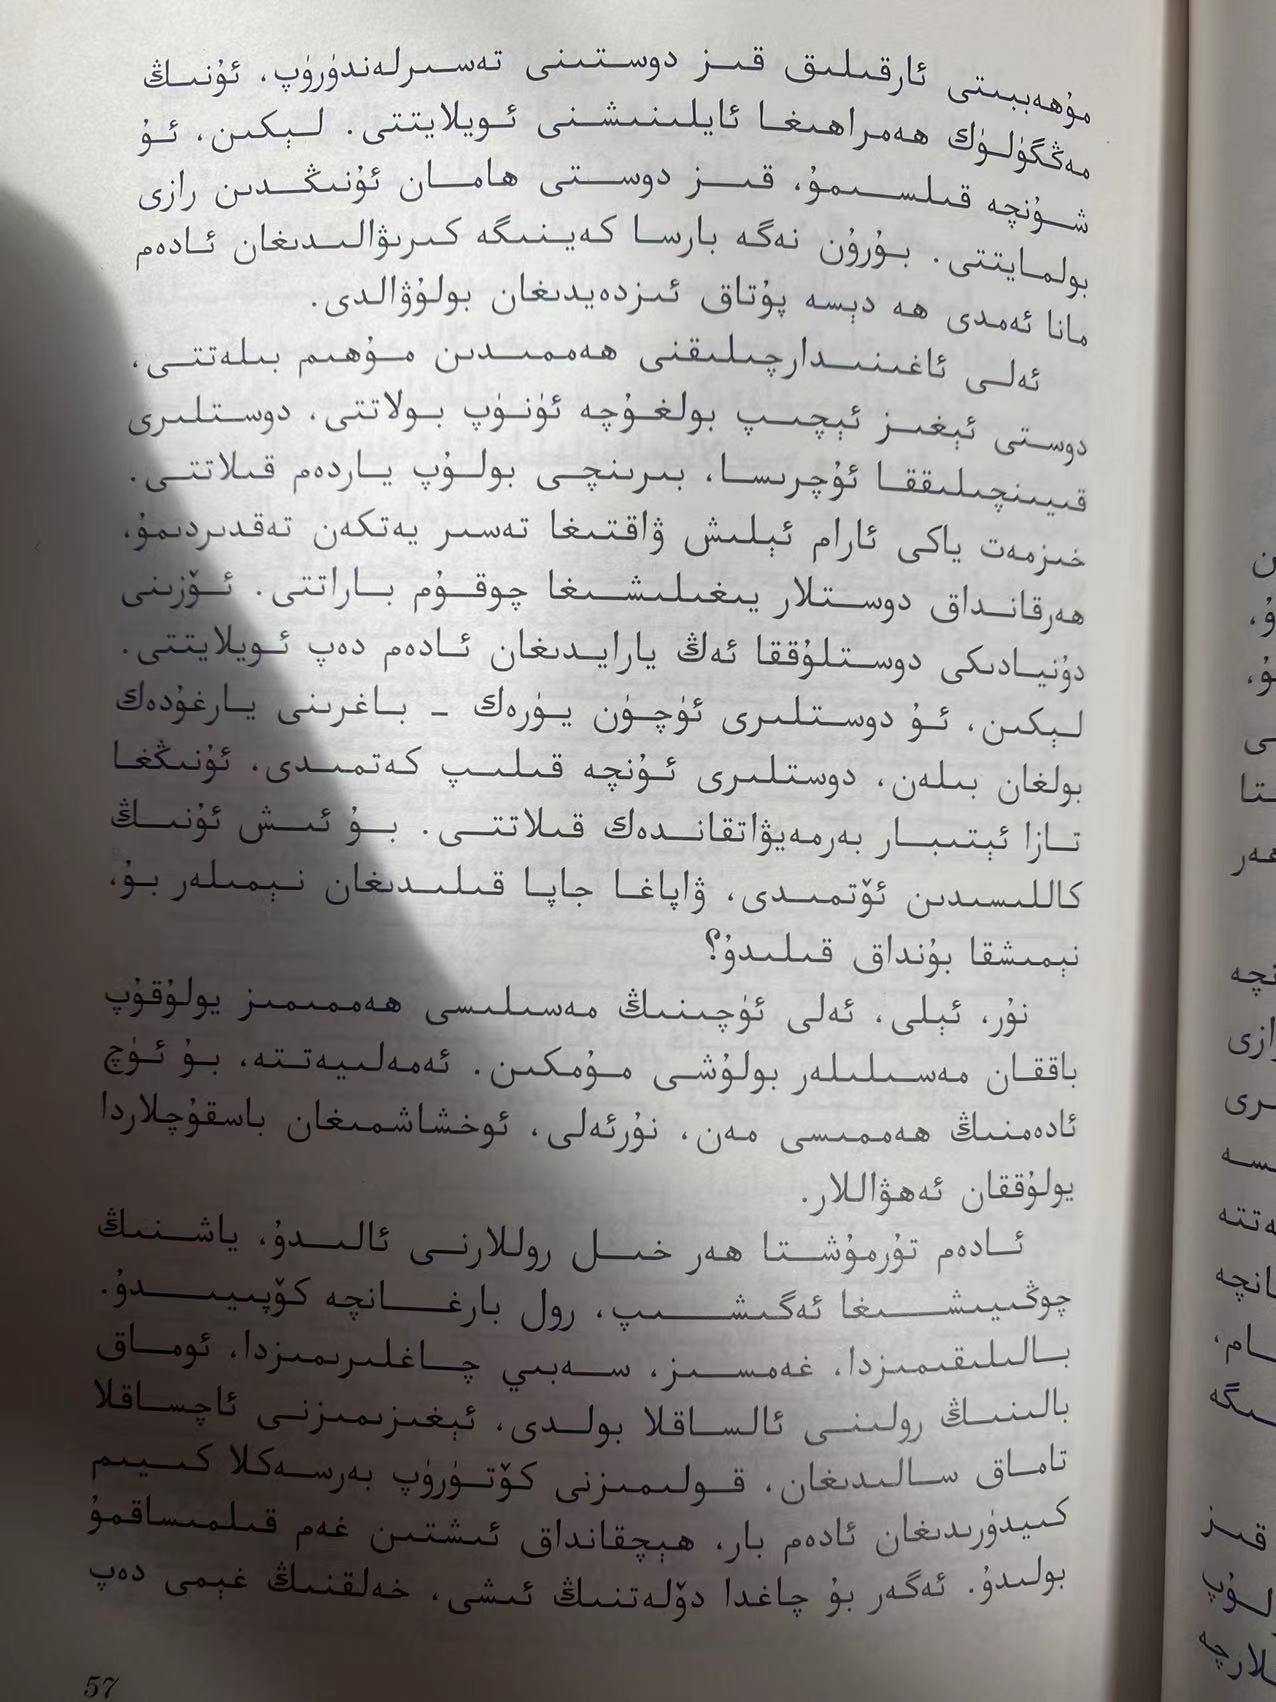 مۇھەببىتى ئارقىلىق قىز دوستىنى تەسىرلەندۈرۈپ، ئۇنىڭ
مەڭگۈلۈك ھەمراھىغا ئايلىنىشنى ئويلايتتى. لېكىن، ئۇ
شۇنچە قىلسىمۇ، قىز دوستى ھامان ئۇنىڭدىن رازى
بولمايتتى. بۇرۇن نەگە بارسا كەينىگە كىرىۋالىدىغان ئادەم
مانا ئەمدى ھە دېسە پۇتاق ئىزدەيدىغان بولۇۋالدى.
ئەلى ئاغىنىدارچىلىقنى ھەممىدىن مۇھىم بىلەتتى،
دوستى ئېغىز ئېچىپ بولغۇچە ئۈنۈپ بولاتتى، دوستلىرى
قىيىنچىلىققا ئۇچرىسا، بىرىنچى بولۇپ ياردەم قىلاتتى.
خىزمەت ياكى ئارام ئېلىش ۋاقتىغا تەسىر يەتكەن تەقدىردىمۇ،
ھەرقانداق دوستلار يىغىلىشىغا چوقۇم باراتتى. ئۆزىنى
دۇنيادىكى دوستلۇققا ئەڭ يارايدىغان ئادەم دەپ ئويلايتتى.
لېكىن، ئۇ دوستلىرى ئۈچۈن يۈرەك - باغرىنى يارغۇدەك
بولغان بىلەن، دوستلىرى ئۇنچە قىلىپ كەتمىدى، ئۇنىڭغا
تازا ئېتىبار بەرمەيۋاتقاندەك قىلاتتى. بۇ ئىش ئۇنىڭ
كاللىسىدىن ئۆتمىدى، ۋاپاغا جاپا قىلىدىغان نېمىلەر بۇ،
نېمىشقا بۇنداق قىلىدۇ؟
نۇر، ئېلى، ئەلى ئۈچىنىڭ مەسىلىسى ھەممىمىز يولۇقۇپ
باققان مەسىلىلەر بولۇشى مۇمكىن. ئەمەلىيەتتە، بۇ ئۈچ
ئادەمنىڭ ھەممىسى مەن، نۇرئەلى، ئوخشاشمىغان باسقۇچلاردا
يولۇققان ئەھۋاللار.
ئادەم تۇرمۇشتا ھەر خىل روللارنى ئالىدۇ، ياشنىڭ
چوڭىيىشىغا ئەگىشىپ، رول بارغانچە كۆپىيىدۇ.
بالىلىقىمىزدا، غەمسىز، سەبىي چاغلىرىمىزدا، ئوماق
بالىنىڭ رولىنى ئالساقلا بولدى، ئېغىزىمىزنى ئاچساقلا
تاماق سالىدىغان، قولىمىزنى كۆتۈرۈپ بەرسەكلا كىيىم
كىيدۈرىدىغان ئادەم بار، ھېچقانداق ئىشتىن غەم قىلمىساقمۇ
بولىدۇ. ئەگەر بۇ چاغدا دۆلەتنىڭ ئىشى، خەلقنىڭ غېمى دەپ
57